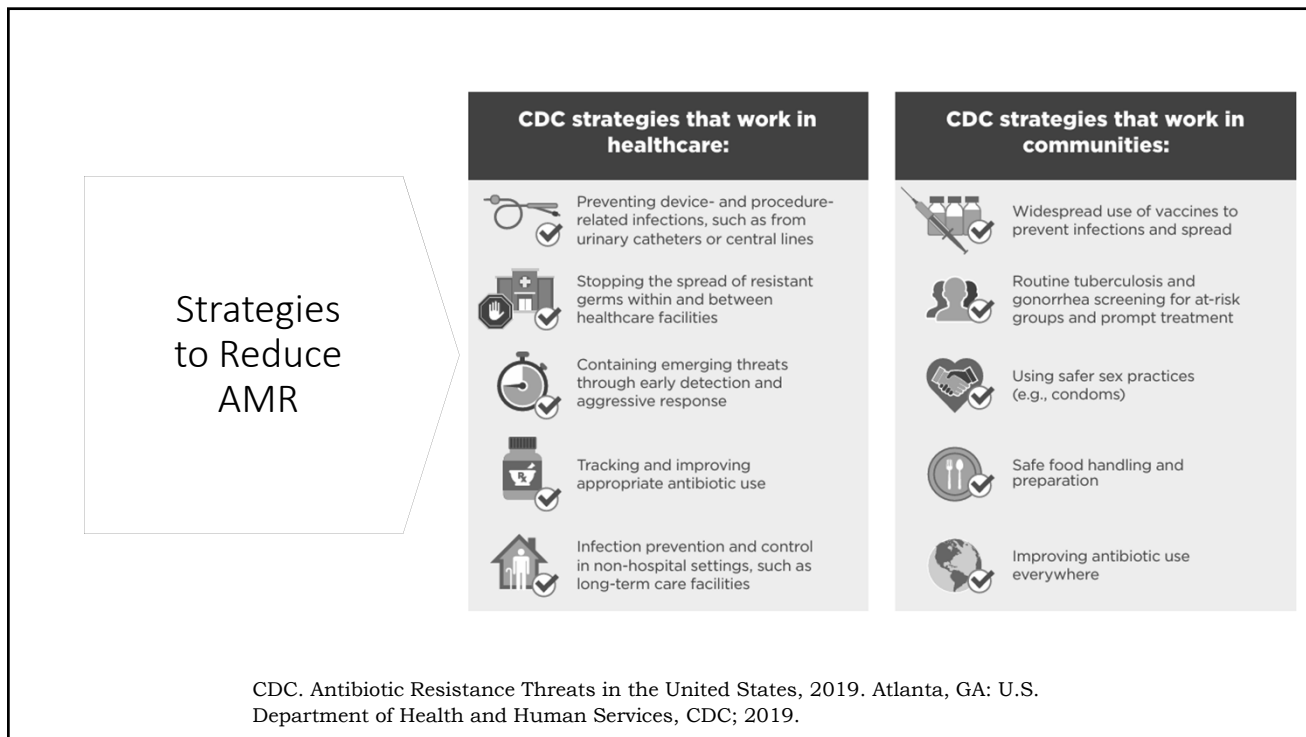 Strategies
to Reduce
AMR
CDC strategies that work in
healthcare:
Preventing device- and procedure-
related infections, such as from
urinary catheters or central lines
Stopping the spread of resistant
germs within and between
healthcare facilities
Containing emerging threats
through early detection and
aggressive response
Rx
Tracking and improving
appropriate antibiotic use
Infection prevention and control
in non-hospital settings, such as
long-term care facilities
CDC strategies that work in
communities:
Widespread use of vaccines to
prevent infections and spread
Routine tuberculosis and
gonorrhea screening for at-risk
groups and prompt treatment
Using safer sex practices
(e.g., condoms)
Safe food handling and
preparation
Improving antibiotic use
everywhere
CDC. Antibiotic Resistance Threats in the United States, 2019. Atlanta, GA: U.S.
Department of Health and Human Services, CDC; 2019.